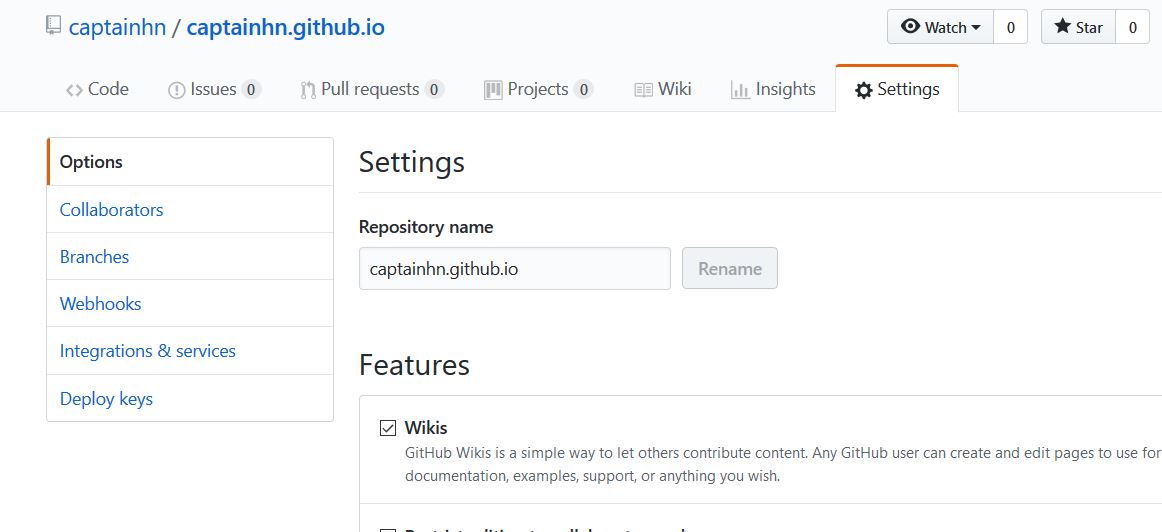 captainhn / captainhn.github.io
Watch 0 Star 0
Code Issues 0 Pull requests 0 Projects 0 Wiki Insights Settings
Options
Collaborators
Branches
Webhooks
Integrations & services
Deploy keys
Settings
Repository name
captainhn.github.io Rename
Features
Wikis
GitHub Wikis is a simple way to let others contribute content. Any GitHub user can create and edit pages to use for
documentation, examples, support, or anything you wish.